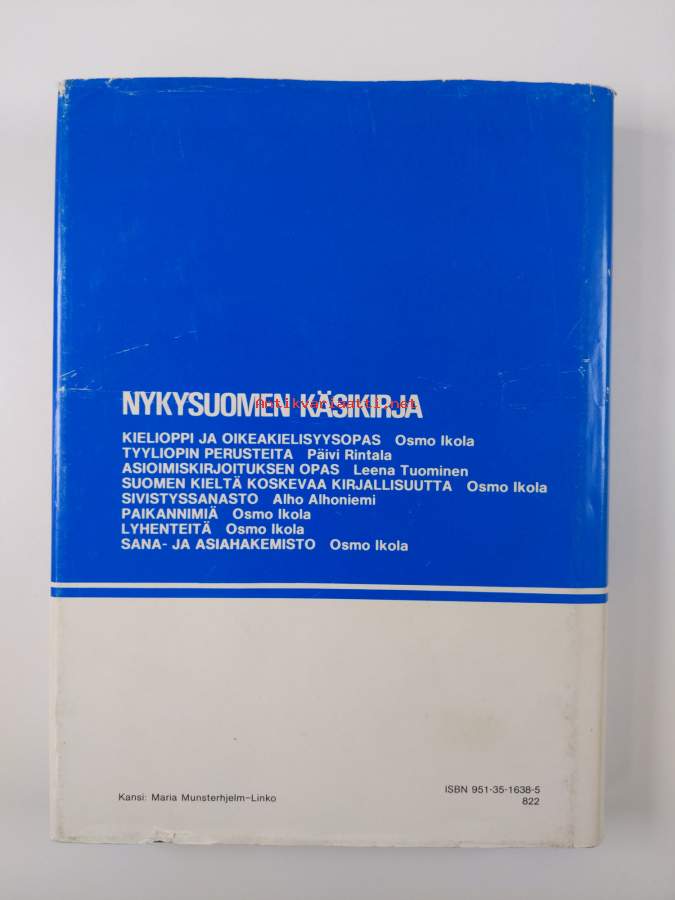 NYKYSUOMEN KÄSIKIRJA
Antikvariaatti.net
KIELIOPPI JA OIKEAKIELISYYSOPAS Osmo Ikola
TYYLIOPIN PERUSTEITA Päivi Rintala
ASIOIMISKIRJOITUKSEN OPAS Leena Tuominen
SUOMEN KIELTÄ KOSKEVAA KIRJALLISUUTTA Osmo Ikola
SIVISTYSSANASTO Alho Alhoniemi
PAIKANNIMIÄ Osmo Ikola
LYHENTEITÄ Osmo Ikola
SANA- JA ASIAHAKEMISTO Osmo Ikola
Kansi: Maria Munsterhjelm-Linko
ISBN 951-35-1638-5
822